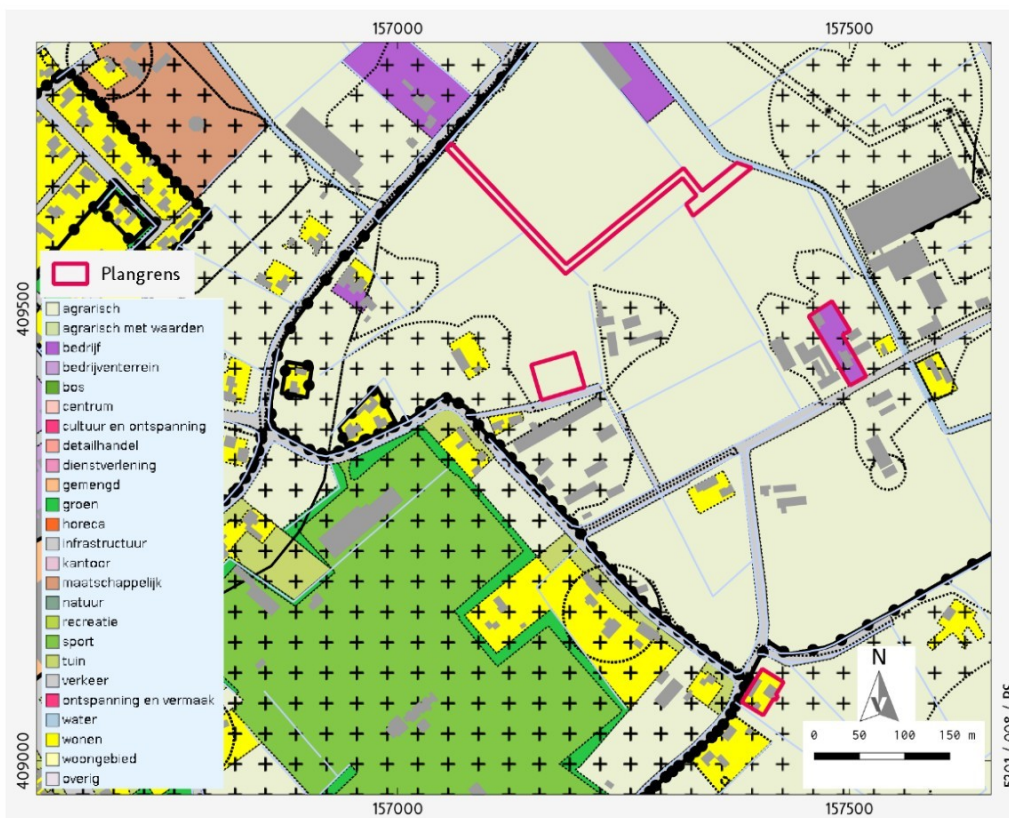 157000
157500
409500
409000
Plangrens
agrarisch
agrarisch met waarden
bedrijf
bedrijventerrein
bos
centrum
cultuur en ontspanning
detailhandel
dienstverlening
gemengd
groen
horeca
infrastructuur
kantoor
maatschappelijk
natuur
recreatie
sport
tuin
verkeer
ontspanning en vermaak
water
wonen
woongebied
overig
N
0 50 100 150 m
157000
157500